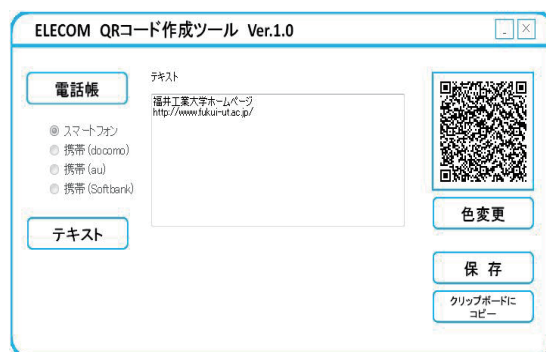 ELECOM QRコード作成ツール Ver.1.0
電話帳
スマートフォン
携帯(docomo)
携帯(au)
携帯(Softbank)
テキスト
テキスト
福井工業大学ホームページ
http://www.fukui-ut.ac.jp/
色変更
保 存
クリップボードに
コピー